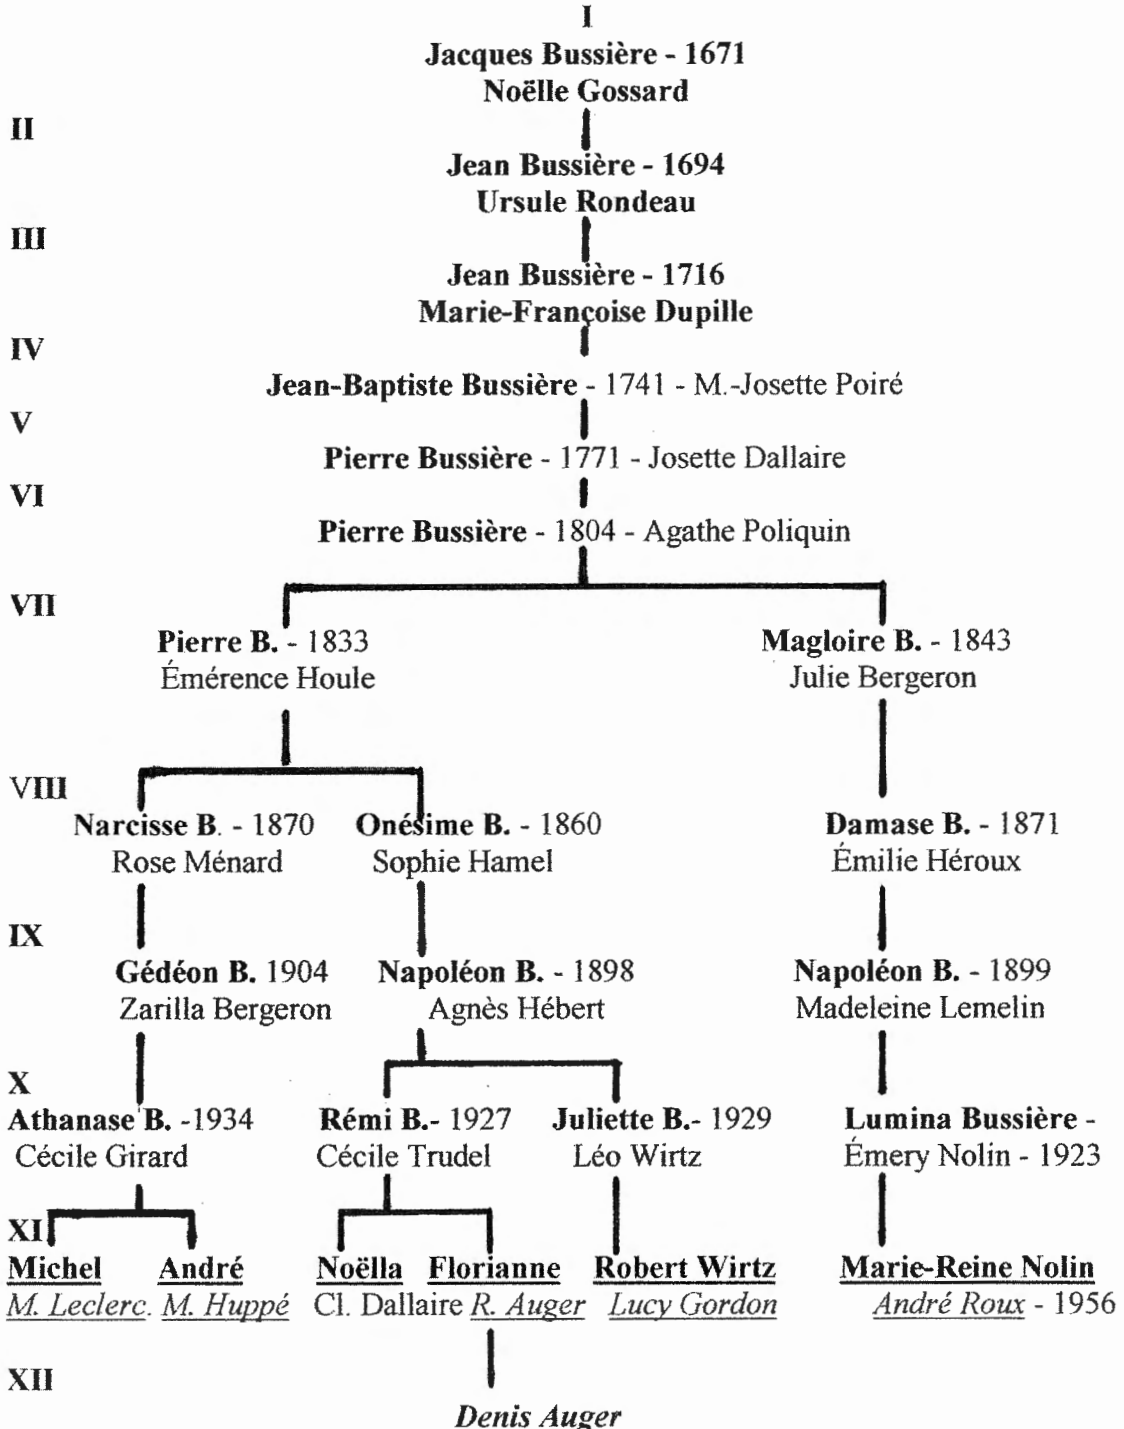 I
Jacques Bussière - 1671
Noëlle Gossard
II
Jean Bussière - 1694
Ursule Rondeau
III
Jean Bussière - 1716
Marie-Françoise Dupille
IV
Jean-Baptiste Bussière - 1741 - M.-Josette Poiré
V
Pierre Bussière - 1771 - Josette Dallaire
VI
Pierre Bussière - 1804 - Agathe Poliquin
VII
Pierre B. - 1833 Magloire B. - 1843
Émérence Houle Julie Bergeron
VIII
Narcisse B. - 1870 Onésime B. - 1860 Damase B. - 1871
Rose Ménard Sophie Hamel Émilie Héroux
IX
Gédéon B. 1904 Napoléon B. - 1898 Napoléon B. - 1899
Zarilla Bergeron Agnès Hébert Madeleine Lemelin
X
Athanase B. -1934 Rémi B.- 1927 Juliette B.- 1929 Lumina Bussière -
Cécile Girard Cécile Trudel Léo Wirtz Émery Nolin - 1923
XI
Michel André Noëlla Florianne Robert Wirtz Marie-Reine Nolin
M. Leclerc. M. Huppé Cl. Dallaire R. Auger Lucy Gordon André Roux - 1956
XII
Denis Auger